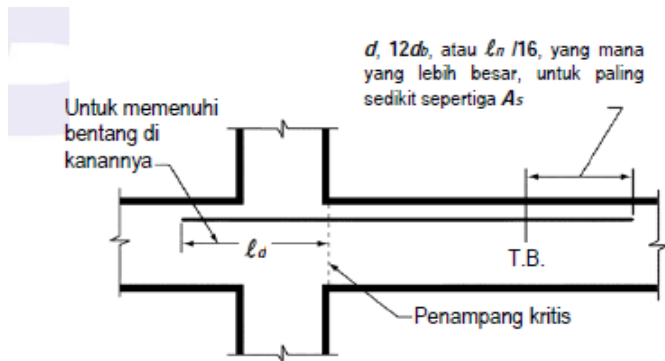 d, 12db, atau ℓn /16, yang mana
yang lebih besar, untuk paling
sedikit sepertiga As
Untuk memenuhi
bentang di
kanannya
ℓd
T.B.
Penampang kritis